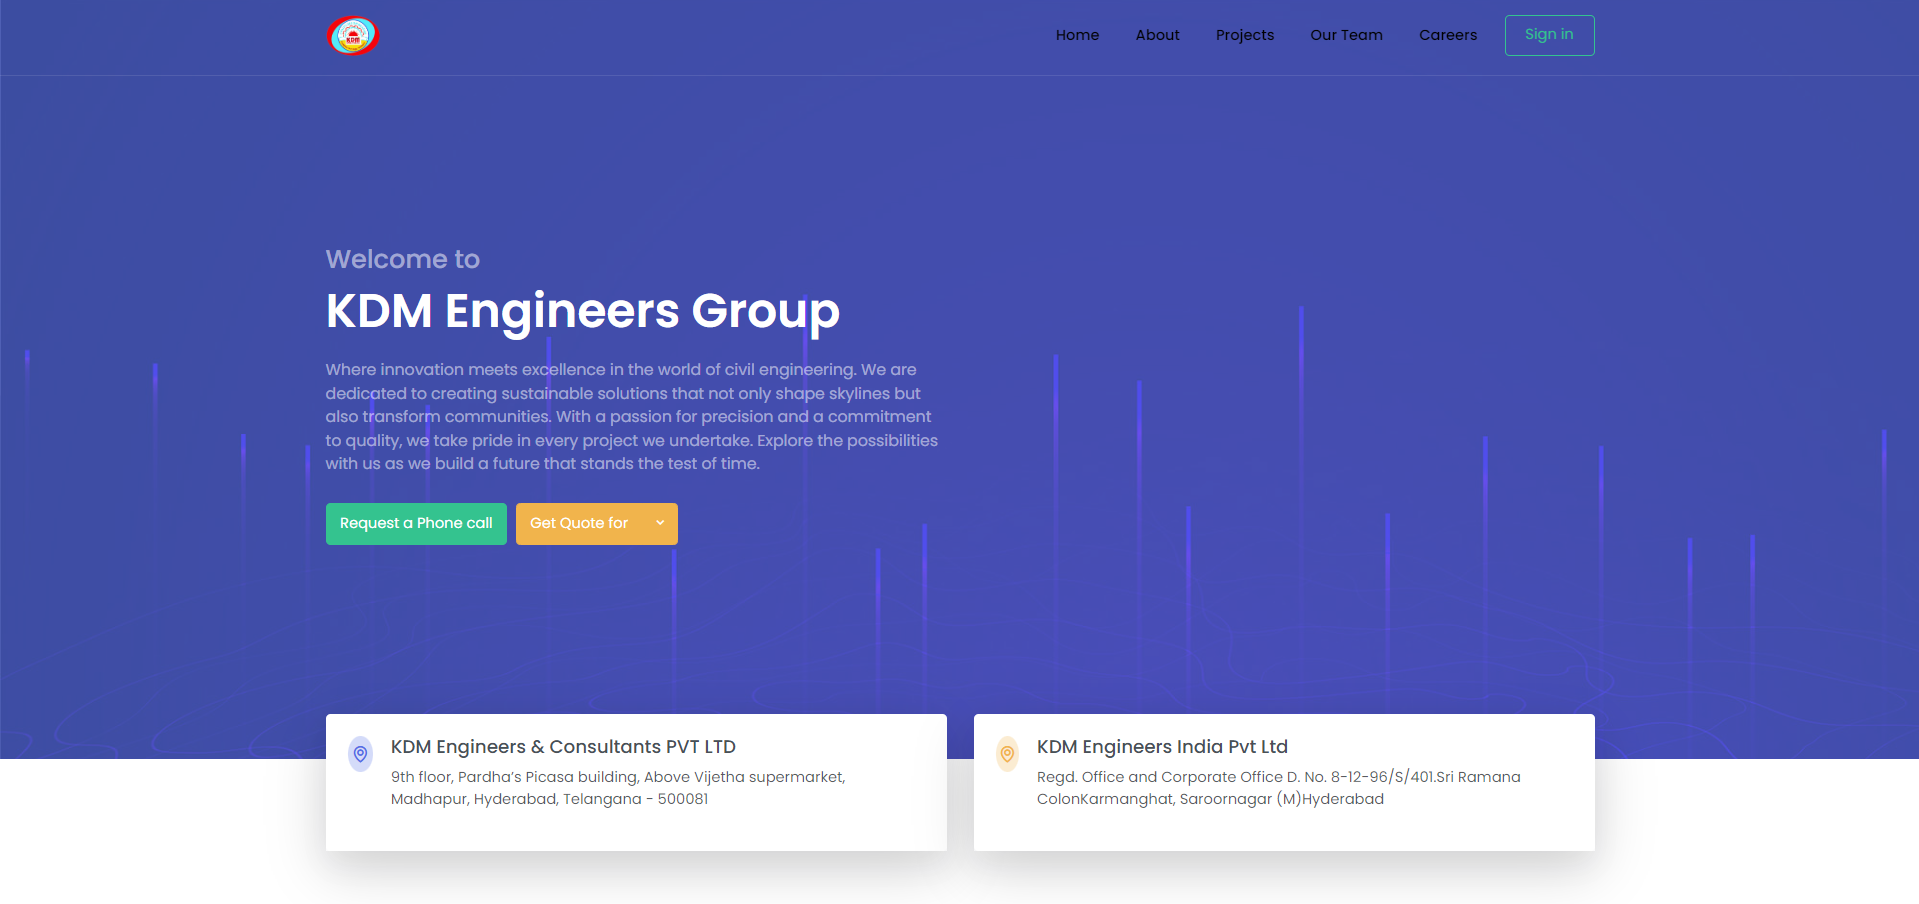 KDM
Home
About
Projects
Our Team
Careers
Sign in
Welcome to
KDM Engineers Group
Where innovation meets excellence in the world of civil engineering. We are
dedicated to creating sustainable solutions that not only shape skylines but
also transform communities. With a passion for precision and a commitment
to quality, we take pride in every project we undertake. Explore the possibilities
with us as we build a future that stands the test of time.
Request a Phone call
Get Quote for
KDM Engineers & Consultants PVT LTD
9th floor, Pardha’s Picasa building, Above Vijetha supermarket,
Madhapur, Hyderabad, Telangana - 500081
KDM Engineers India Pvt Ltd
Regd. Office and Corporate Office D. No. 8-12-96/S/401.Sri Ramana
ColonKarmanghat, Saroornagar (M)Hyderabad